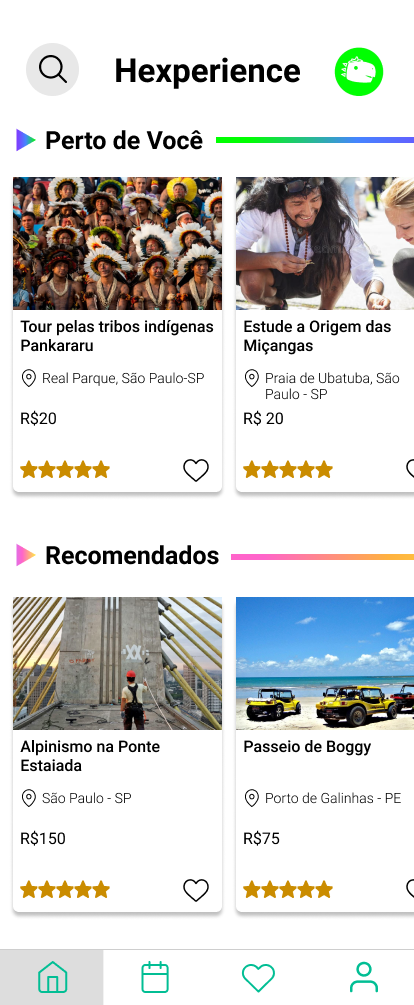 Hexperience
Perto de Você
Tour pelas tribos indígenas
Pankararu
Real Parque, São Paulo-SP
R$20
Estude a Origem das
Miçangas
Praia de Ubatuba, São
Paulo - SP
R$ 20
Recomendados
Alpinismo na Ponte
Estaiada
São Paulo - SP
R$150
Passeio de Boggy
Porto de Galinhas - PE
R$75